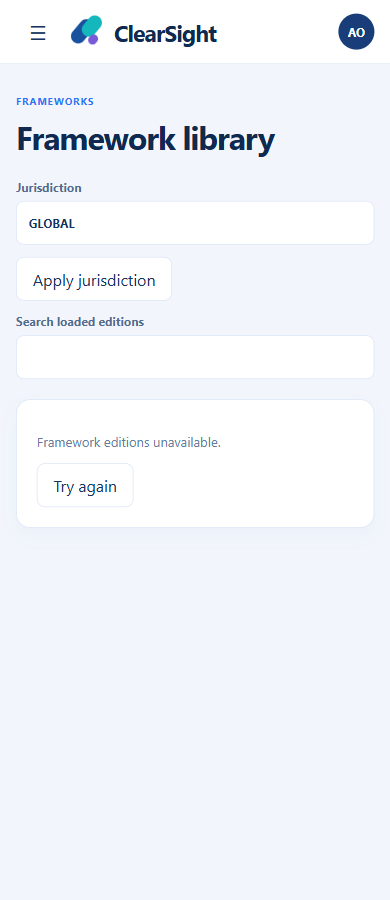 ClearSight
AO
FRAMEWORKS
Framework library
Jurisdiction
GLOBAL
Apply jurisdiction
Search loaded editions
Framework editions unavailable.
Try again